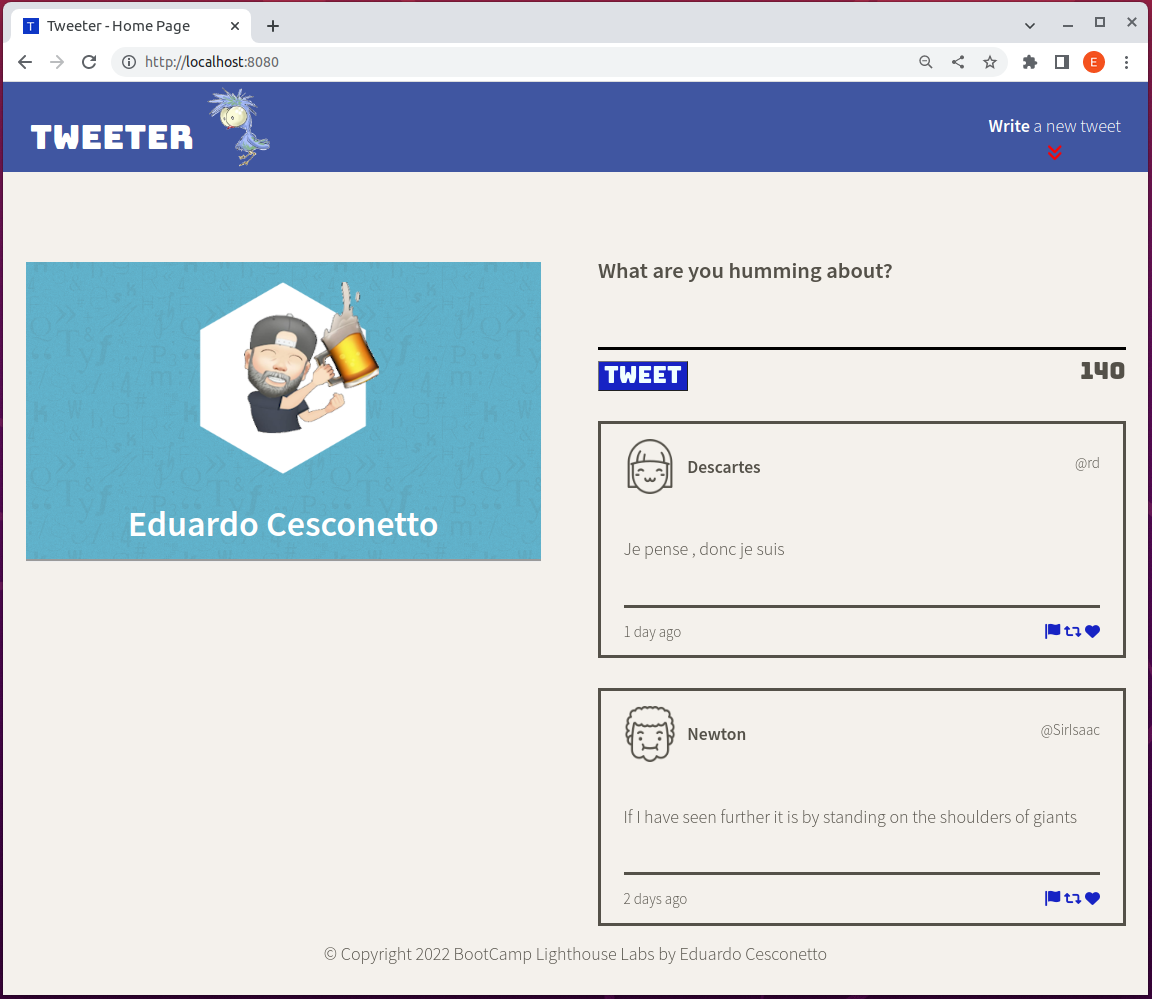 T
Tweeter - Home Page
http://localhost:8080
E
TWEETER
Write a new tweet
What are you humming about?
TWEET
140
Eduardo Cesconetto
Descartes
@rd
Je pense , donc je suis
1 day ago
Newton
@SirIsaac
If I have seen further it is by standing on the shoulders of giants
2 days ago
© Copyright 2022 BootCamp Lighthouse Labs by Eduardo Cesconetto